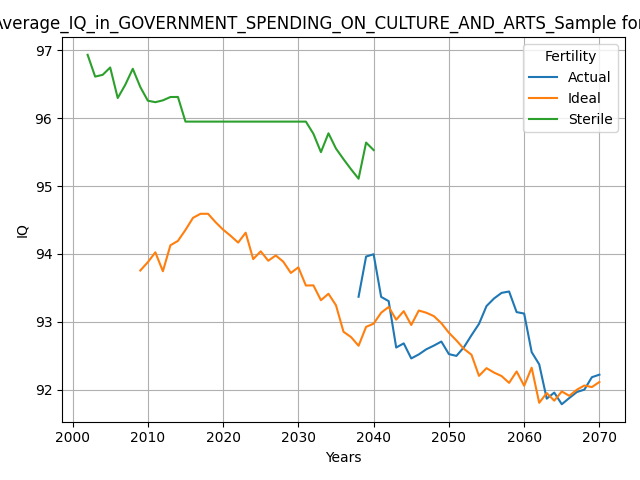 Average_IQ_in_GOVERNMENT_SPENDING_ON_CULTURE_AND_ARTS_Sample for
97
96
95
94
93
92
IQ
Fertility
Actual
Ideal
Sterile
2000 2010 2020 2030 2040 2050 2060 2070
Years